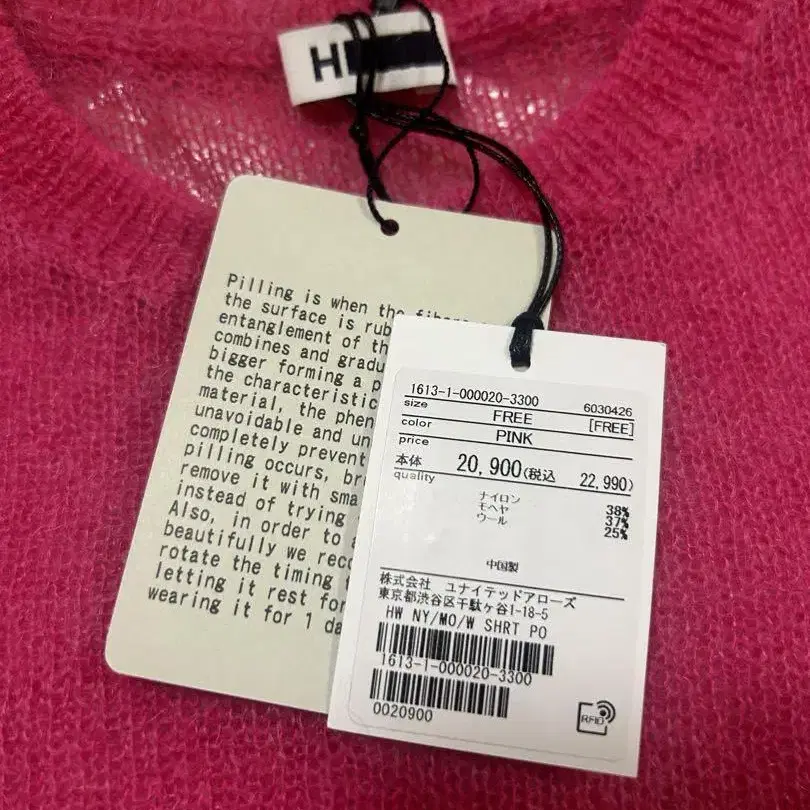 H
Pilling is when the
the surface is rub
entanglement of th
combines and gradu
bigger forming a p
the characteristic
material, the phen
unavoidable and un
completely prevent
pilling occurs, br
remove it with sma
instead of trying
Also, in order to a
beautifully we reco
rotate the timing
letting it rest for
wearing it for 1 da
1613-1-000020-3300 6030426
size FREE [FREE]
color PINK
price
本体 20,900(税込 22,990)
quality
ナイロン 38%
モヘヤ 37%
ウール 25%
中国製
株式会社 ユナイテッドアローズ
東京都渋谷区千駄ヶ谷1-18-5
HW NY/MO/W SHRT PO
1613-1-000020-3300
0020900
RFID